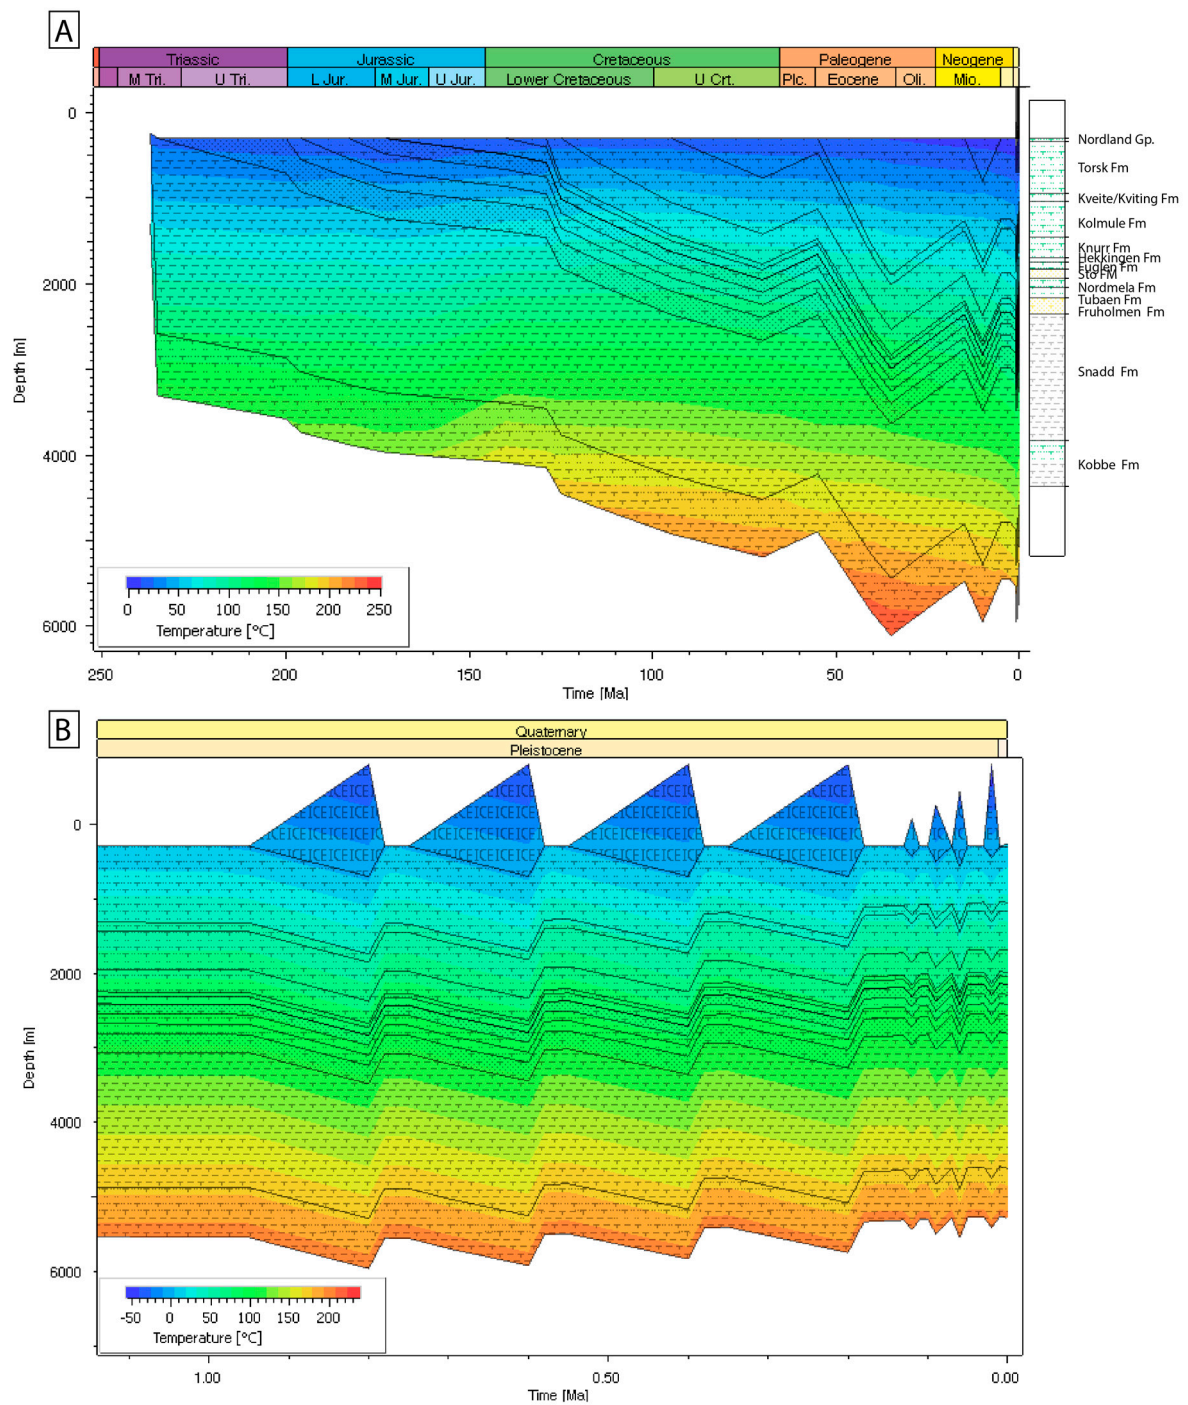 A
Triassic Jurassic Cretaceous Paleogene Neogene
M Tri. U Tri. L Jur. M Jur. U Jur. Lower Cretaceous U Crt. Plc. Eocene Oli. Mio.
0
2000
4000
6000
Depth [m]
Nordland Gp.
Torsk Fm
Kveite/Kviting Fm
Kolmule Fm
Knurr Fm
Hekkingen Fm
Fuglen Fm
Sto FM
Nordmela Fm
Tubaen Fm
Fruholmen Fm
Snadd Fm
Kobbe Fm
0 50 100 150 200 250
Temperature [°C]
250 200 150 100 50 0
Time [Ma]
B
Quaternary
Pleistocene
0
2000
4000
6000
Depth [m]
-50 0 50 100 150 200
Temperature [°C]
1.00 0.50 0.00
Time [Ma]